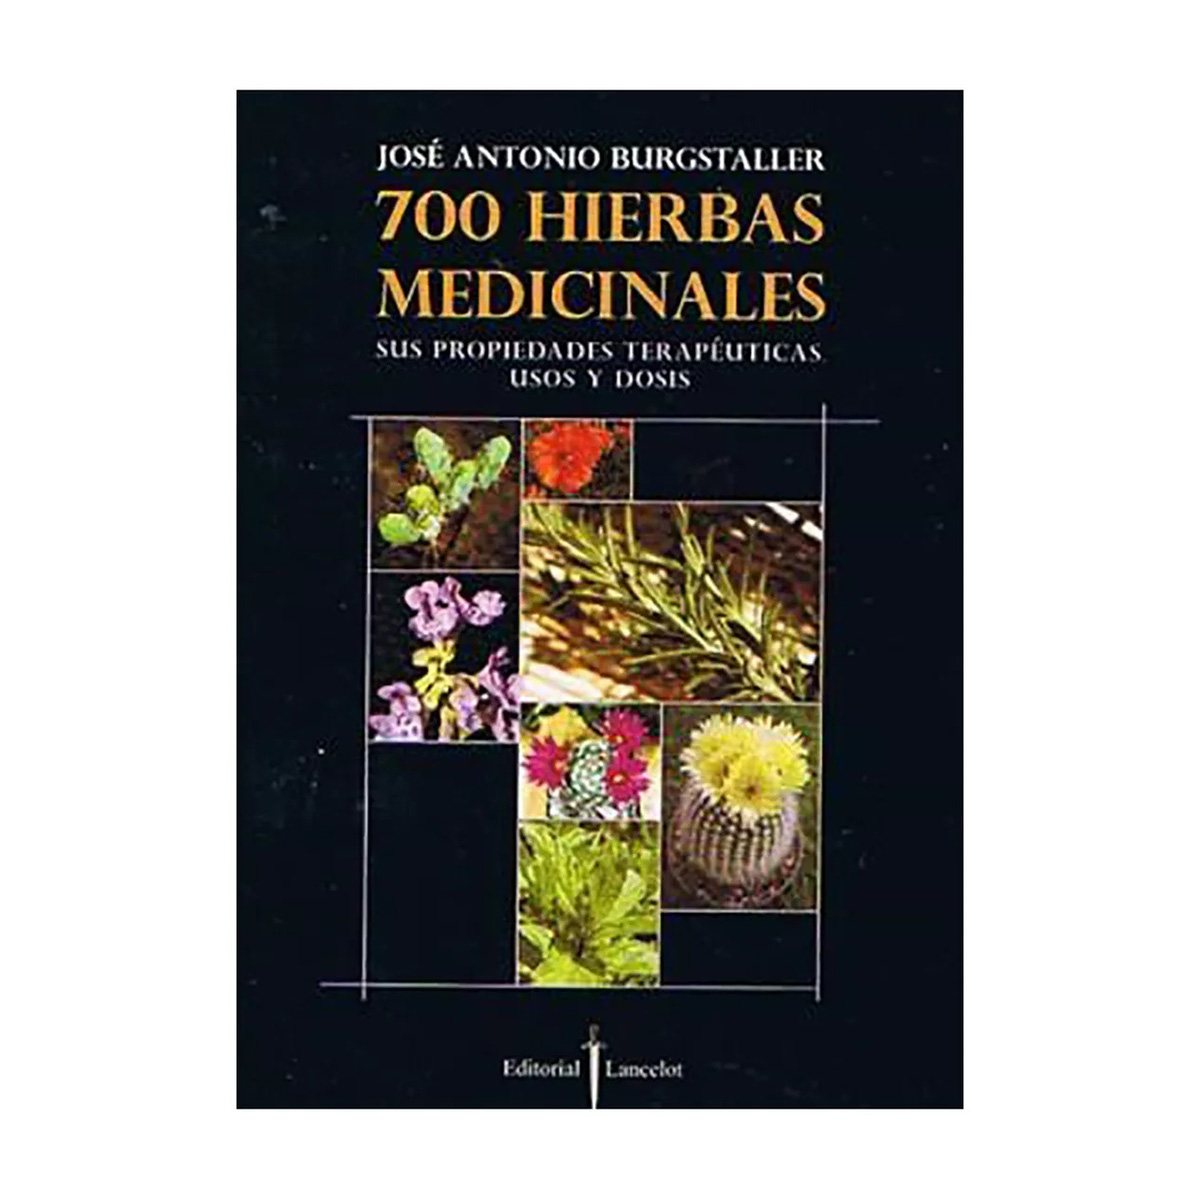 JOSÉ ANTONIO BURGSTALLER
700 HIERBAS
MEDICINALES
SUS PROPIEDADES TERAPÉUTICAS
USOS Y DOSIS
Editorial Lancelot